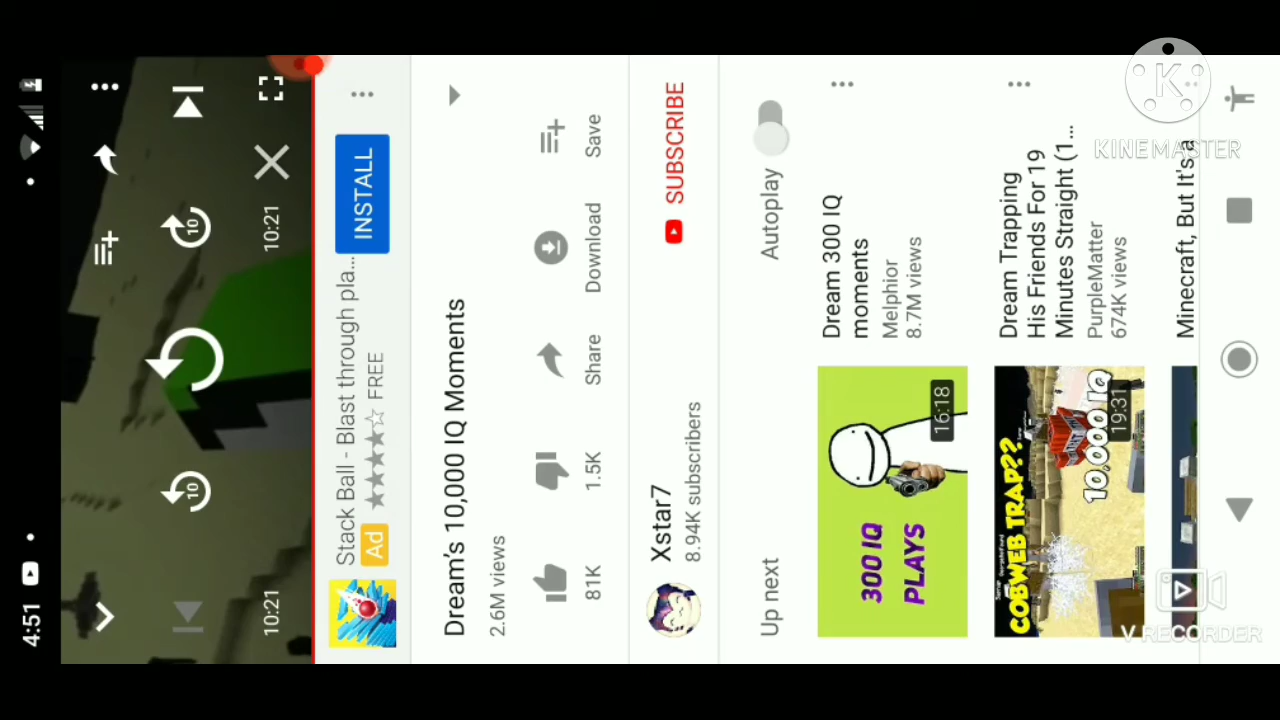 4:51
10
10
10:21
10:21
Stack Ball - Blast through pla...
Ad
FREE
INSTALL
Dream's 10,000 IQ Moments
2.6M views
81K
1.5K
Share
Download
Save
Xstar7
8.94K subscribers
SUBSCRIBE
Up next
Autoplay
300 IQ
PLAYS
16:18
Dream 300 IQ
moments
Melphior
8.7M views
COBWEB TRAP??
10,000 IQ
19:31
Dream Trapping
His Friends For 19
Minutes Straight (1...
PurpleMatter
674K views
Minecraft, But It's a
K
KINEMASTER
V RECORDER